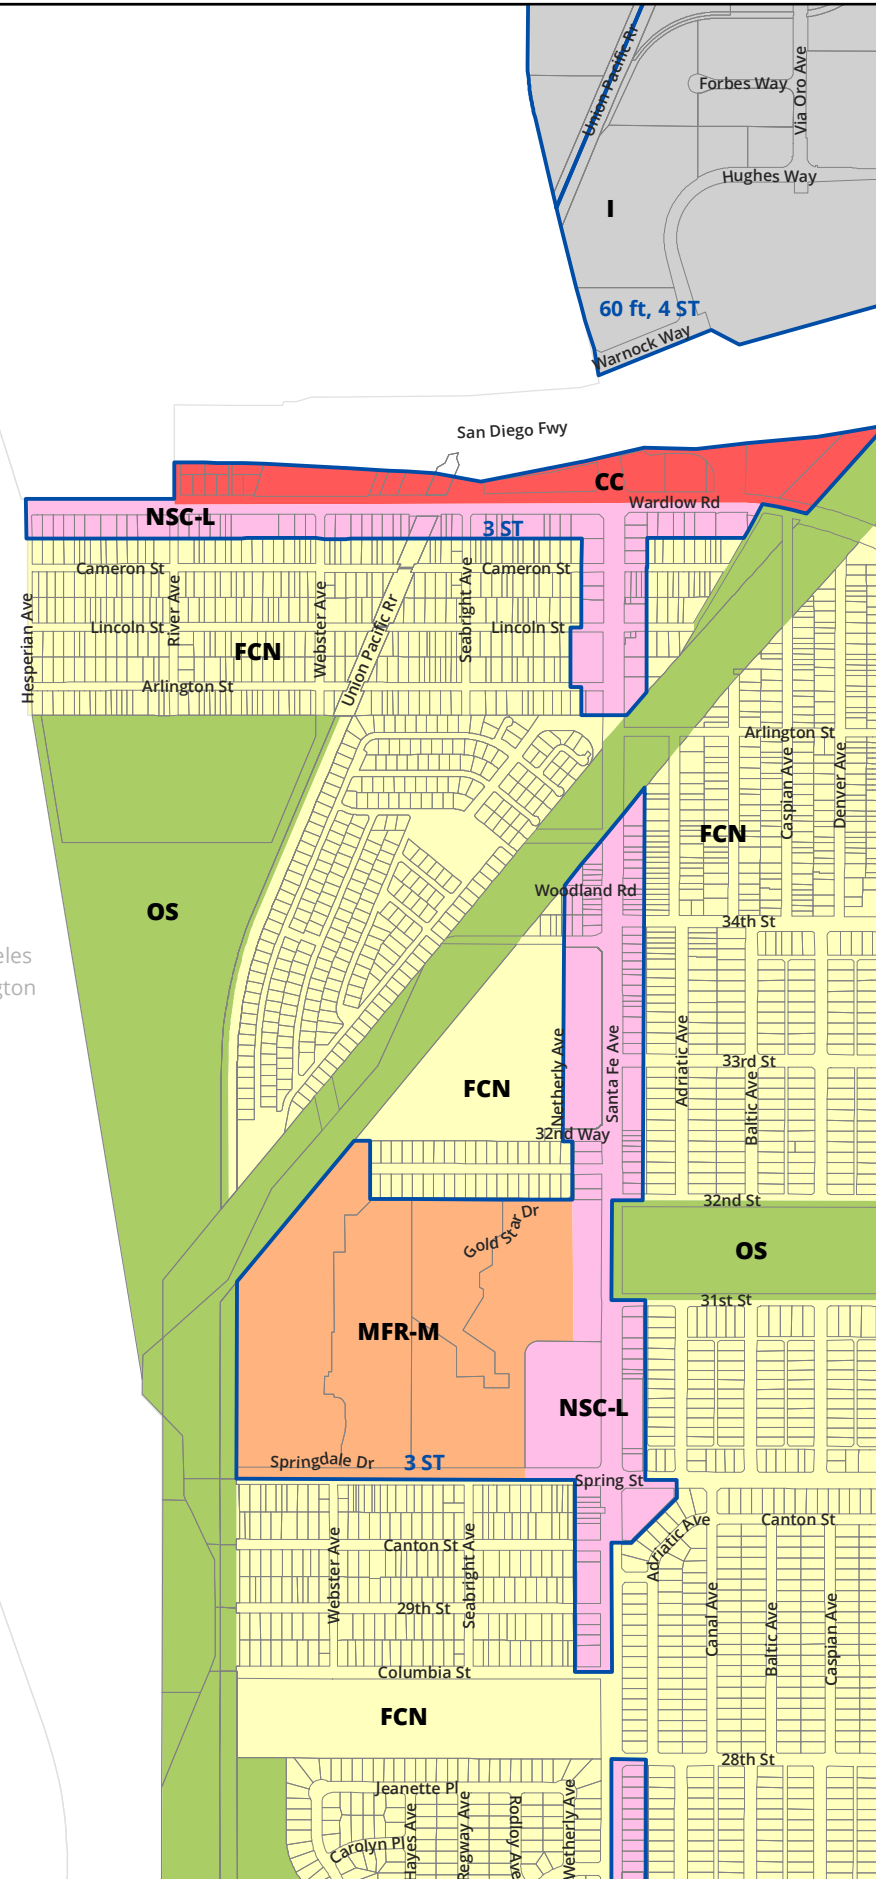 Union Pacific Rr
Forbes Way
Via Oro Ave
Hughes Way
I
60 ft, 4 ST
Warnock Way
San Diego Fwy
CC
Wardlow Rd
NSC-L
3 ST
Cameron St
Cameron St
Hesperian Ave
River Ave
Webster Ave
Union Pacific Rr
Seabright Ave
Lincoln St
Lincoln St
FCN
Arlington St
Arlington St
Caspian Ave
Denver Ave
FCN
Woodland Rd
OS
34th St
eles
gton
Netherly Ave
Santa Fe Ave
Adriatic Ave
33rd St
Baltic Ave
FCN
32nd Way
32nd St
Gold Star Dr
OS
31st St
MFR-M
NSC-L
Springdale Dr
3 ST
Spring St
Canton St
Adriatic Ave
Canton St
Webster Ave
Seabright Ave
29th St
Canal Ave
Baltic Ave
Caspian Ave
Columbia St
FCN
28th St
Jeanette Pl
Carolyn Pl
Hayes Ave
Regway Ave
Rodloy Ave
Wetherly Ave